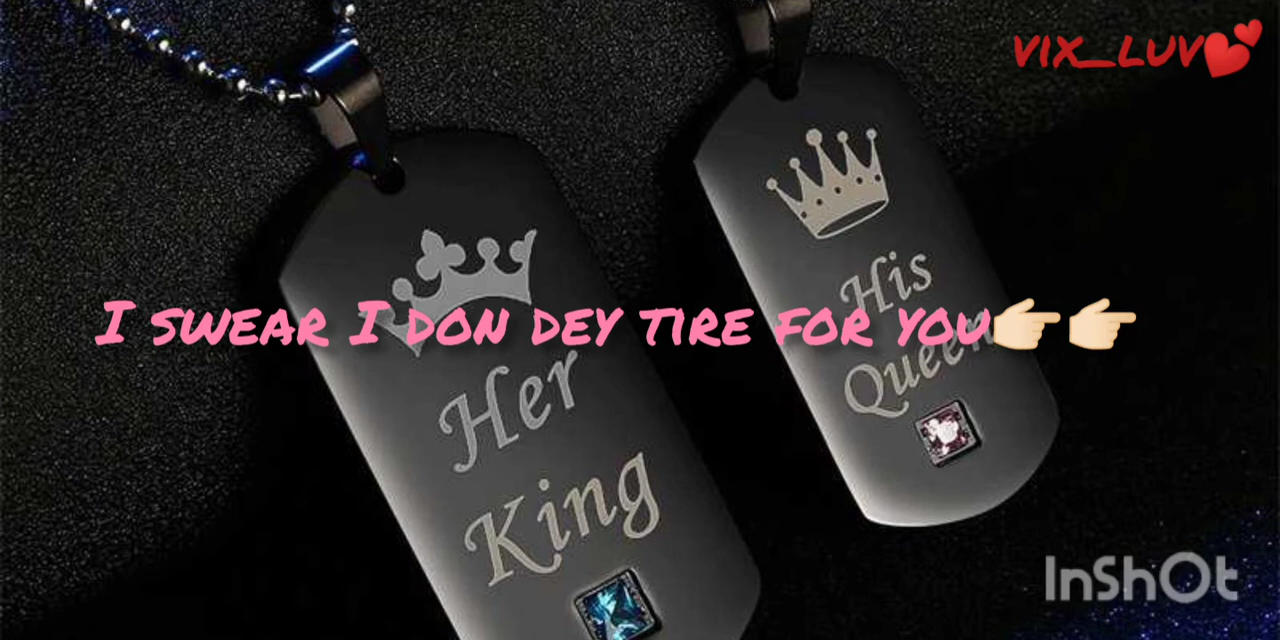 vix_luv💕
I swear I don dey tire for you👉🏻👉🏻
Her
King
His
Queen
InShOt